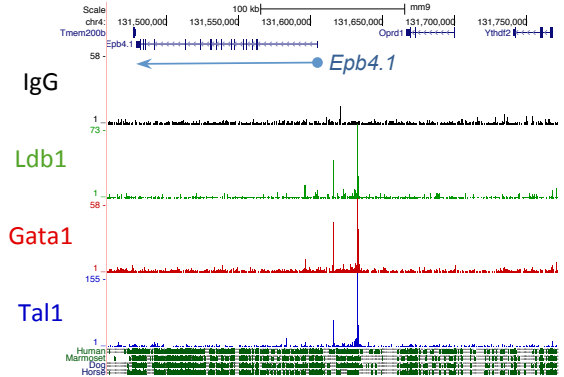 Scale 100 kb mm9
chr4: 131,500,000 131,550,000 131,600,000 131,650,000 131,700,000 131,750,000
Tmem200b Oprd1 Ythdf2
Epb4.1
58
Epb4.1
IgG
1
73
Ldb1
1
58
Gata1
1
155
Tal1
1
Human
Marmoset
Dog
Horse